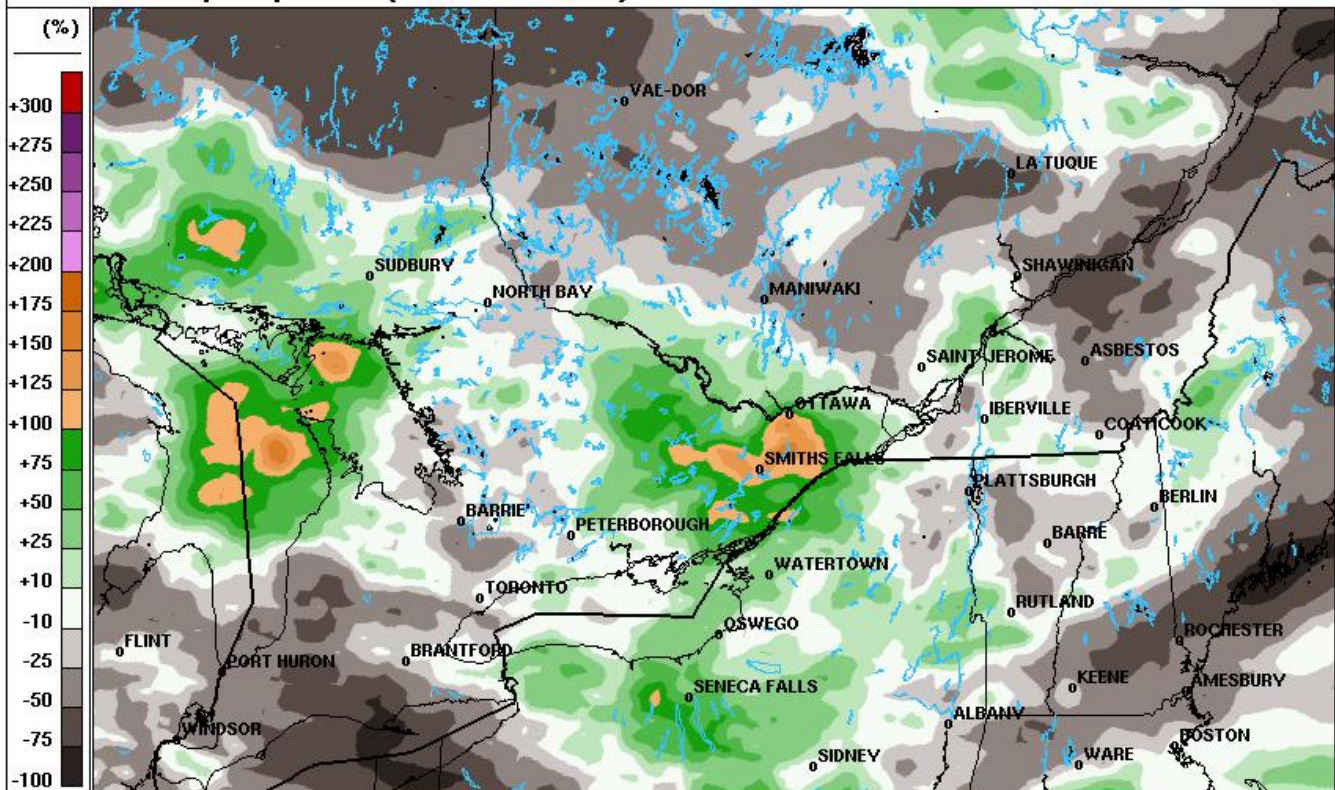 (%)
+300
+275
+250
+225
+200
+175
+150
+125
+100
+75
+50
+25
+10
-10
-25
-50
-75
-100
VAE-DOR
LA TUQUE
SUDBURY
SHAWINIGAN
NORTH BAY
MANIWAKI
SAINT JEROME
ASBESTOS
OTTAWA
IBERVILLE
COATICOOK
SMITHS FALLS
PLATTSBURGH
BERLIN
BARRIE
PETERBOROUGH
BARRE
WATERTOWN
TORONTO
RUTLAND
OSWEGO
ROCHESTER
FLINT
BRANTFORD
PORT HURON
KEENE
AMESBURY
SENECA FALLS
ALBANY
WINDSOR
BOSTON
SIDNEY
WARE